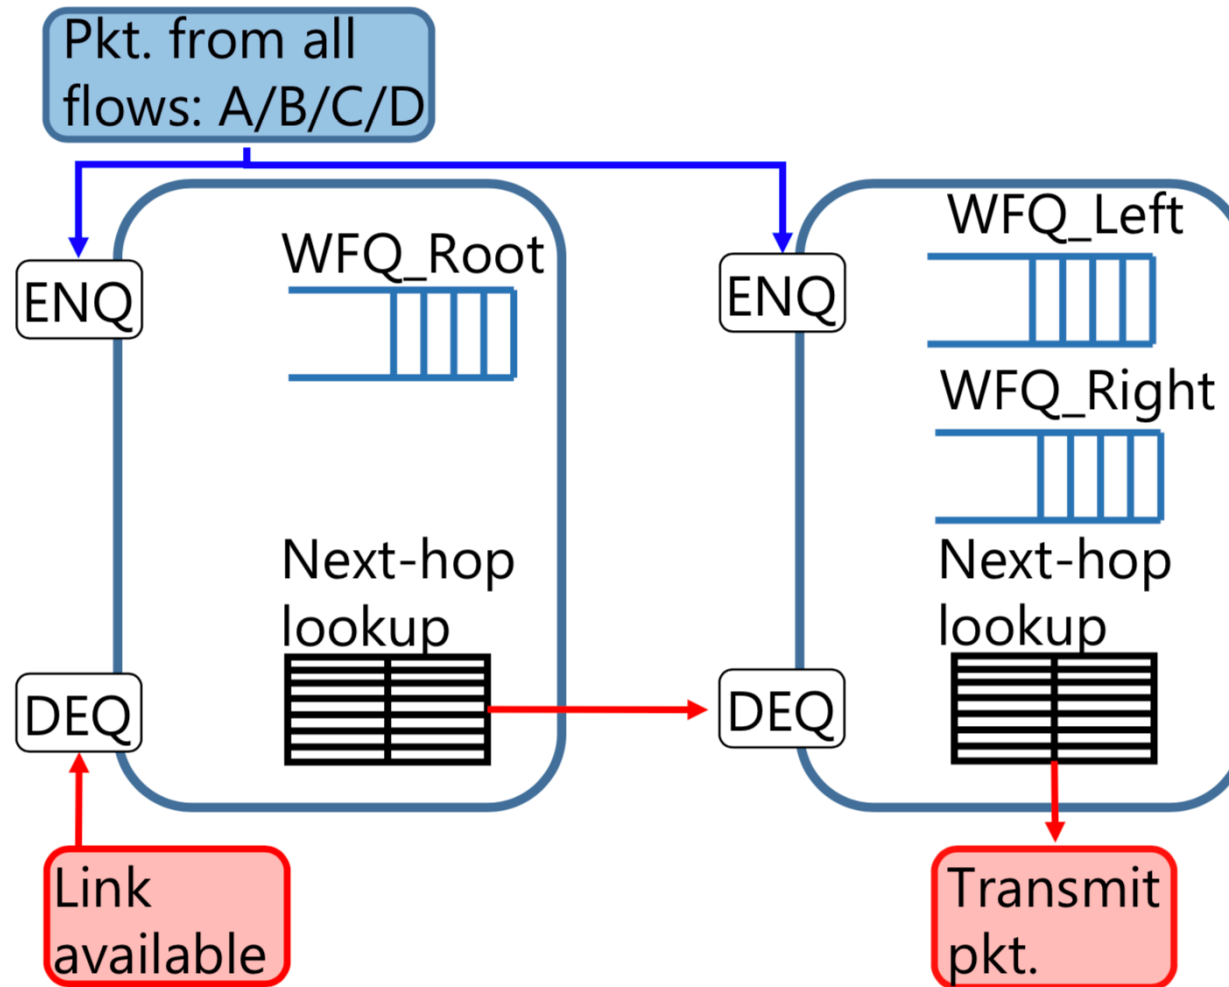 Pkt. from all
flows: A/B/C/D
WFQ_Root
ENQ
Next-hop
lookup
DEQ
Link
available
WFQ_Left
ENQ
WFQ_Right
Next-hop
lookup
DEQ
Transmit
pkt.